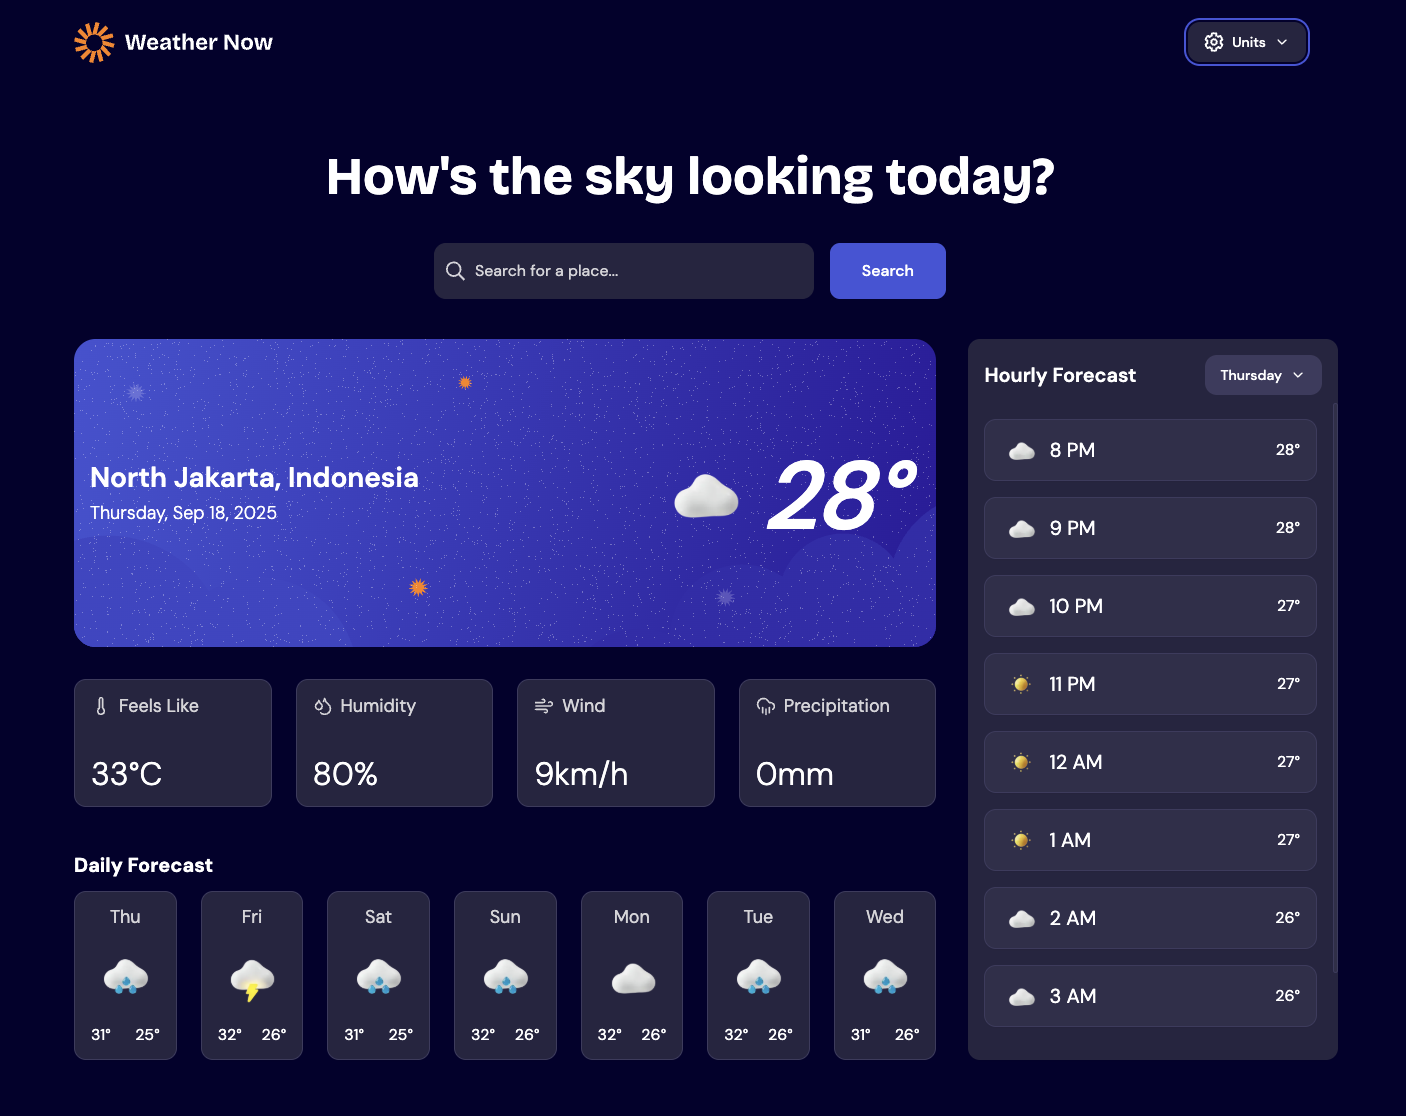 Weather Now
Units
How's the sky looking today?
Search for a place...
Search
North Jakarta, Indonesia
Thursday, Sep 18, 2025
28°
Feels Like
33°C
Humidity
80%
Wind
9km/h
Precipitation
0mm
Daily Forecast
Thu
31° 25°
Fri
32° 26°
Sat
31° 25°
Sun
32° 26°
Mon
32° 26°
Tue
32° 26°
Wed
31° 26°
Hourly Forecast
Thursday
8 PM 28°
9 PM 28°
10 PM 27°
11 PM 27°
12 AM 27°
1 AM 27°
2 AM 26°
3 AM 26°